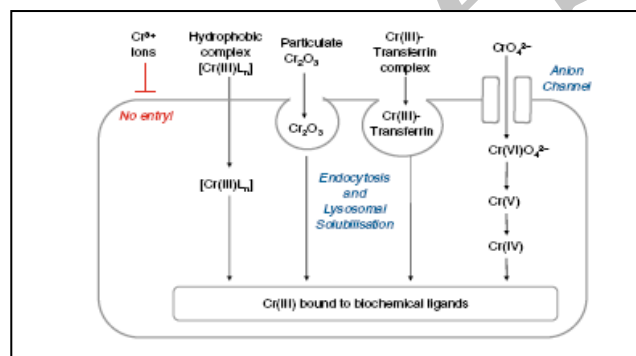 Cr³⁺
Ions
Hydrophobic
complex
[Cr(III)Lₙ]
Particulate
Cr₂O₃
Cr(III)-
Transferrin
complex
CrO₄²⁻
Anion
Channel
No entry!
Cr₂O₃
Cr(III)-
Transferrin
Cr(VI)O₄²⁻
[Cr(III)Lₙ]
Endocytosis
and
Lysosomal
Solubilisation
Cr(V)
Cr(IV)
Cr(III) bound to biochemical ligands